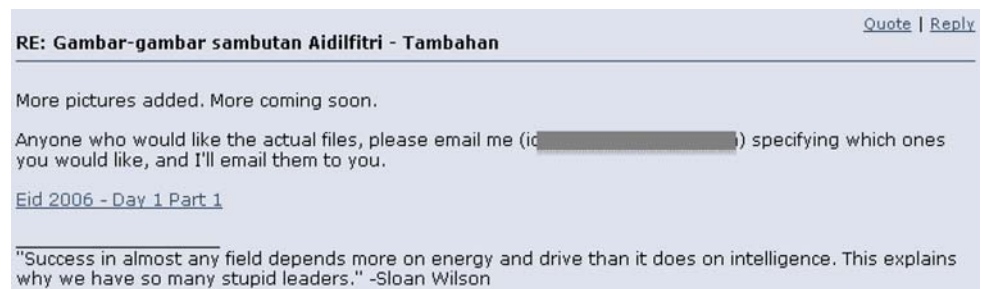 Quote | Reply
RE: Gambar-gambar sambutan Aidilfitri - Tambahan
More pictures added. More coming soon.
Anyone who would like the actual files, please email me ( ) specifying which ones
you would like, and I'll email them to you.
Eid 2006 - Day 1 Part 1
"Success in almost any field depends more on energy and drive than it does on intelligence. This explains
why we have so many stupid leaders." -Sloan Wilson